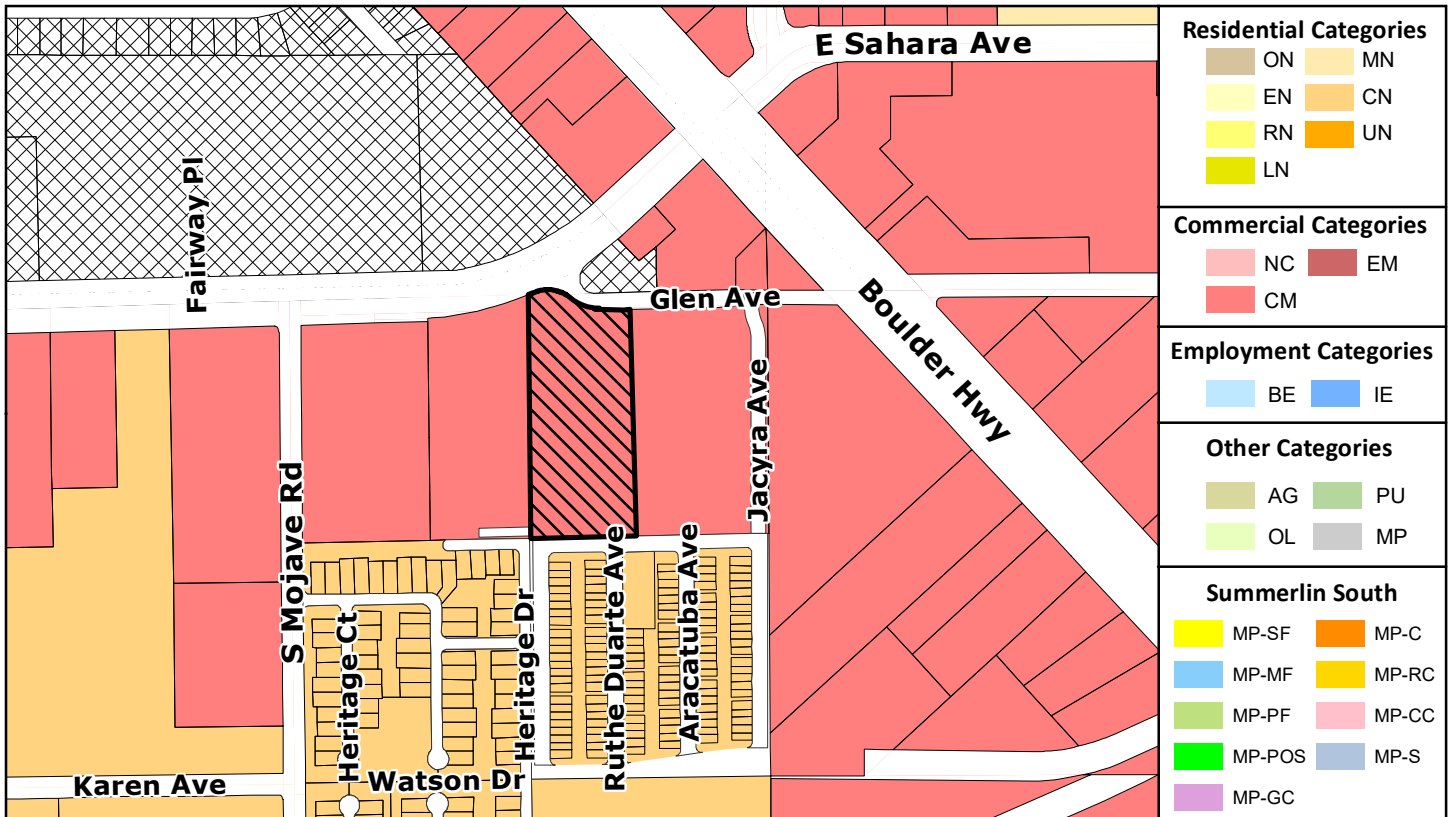 E Sahara Ave
Fairway Pl
Glen Ave
Boulder Hwy
Jacyra Ave
S Mojave Rd
Heritage Ct
Heritage Dr
Ruthe Duarte Ave
Aracatuba Ave
Karen Ave
Watson Dr
Residential Categories
ON MN
EN CN
RN UN
LN
Commercial Categories
NC EM
CM
Employment Categories
BE IE
Other Categories
AG PU
OL MP
Summerlin South
MP-SF MP-C
MP-MF MP-RC
MP-PF MP-CC
MP-POS MP-S
MP-GC